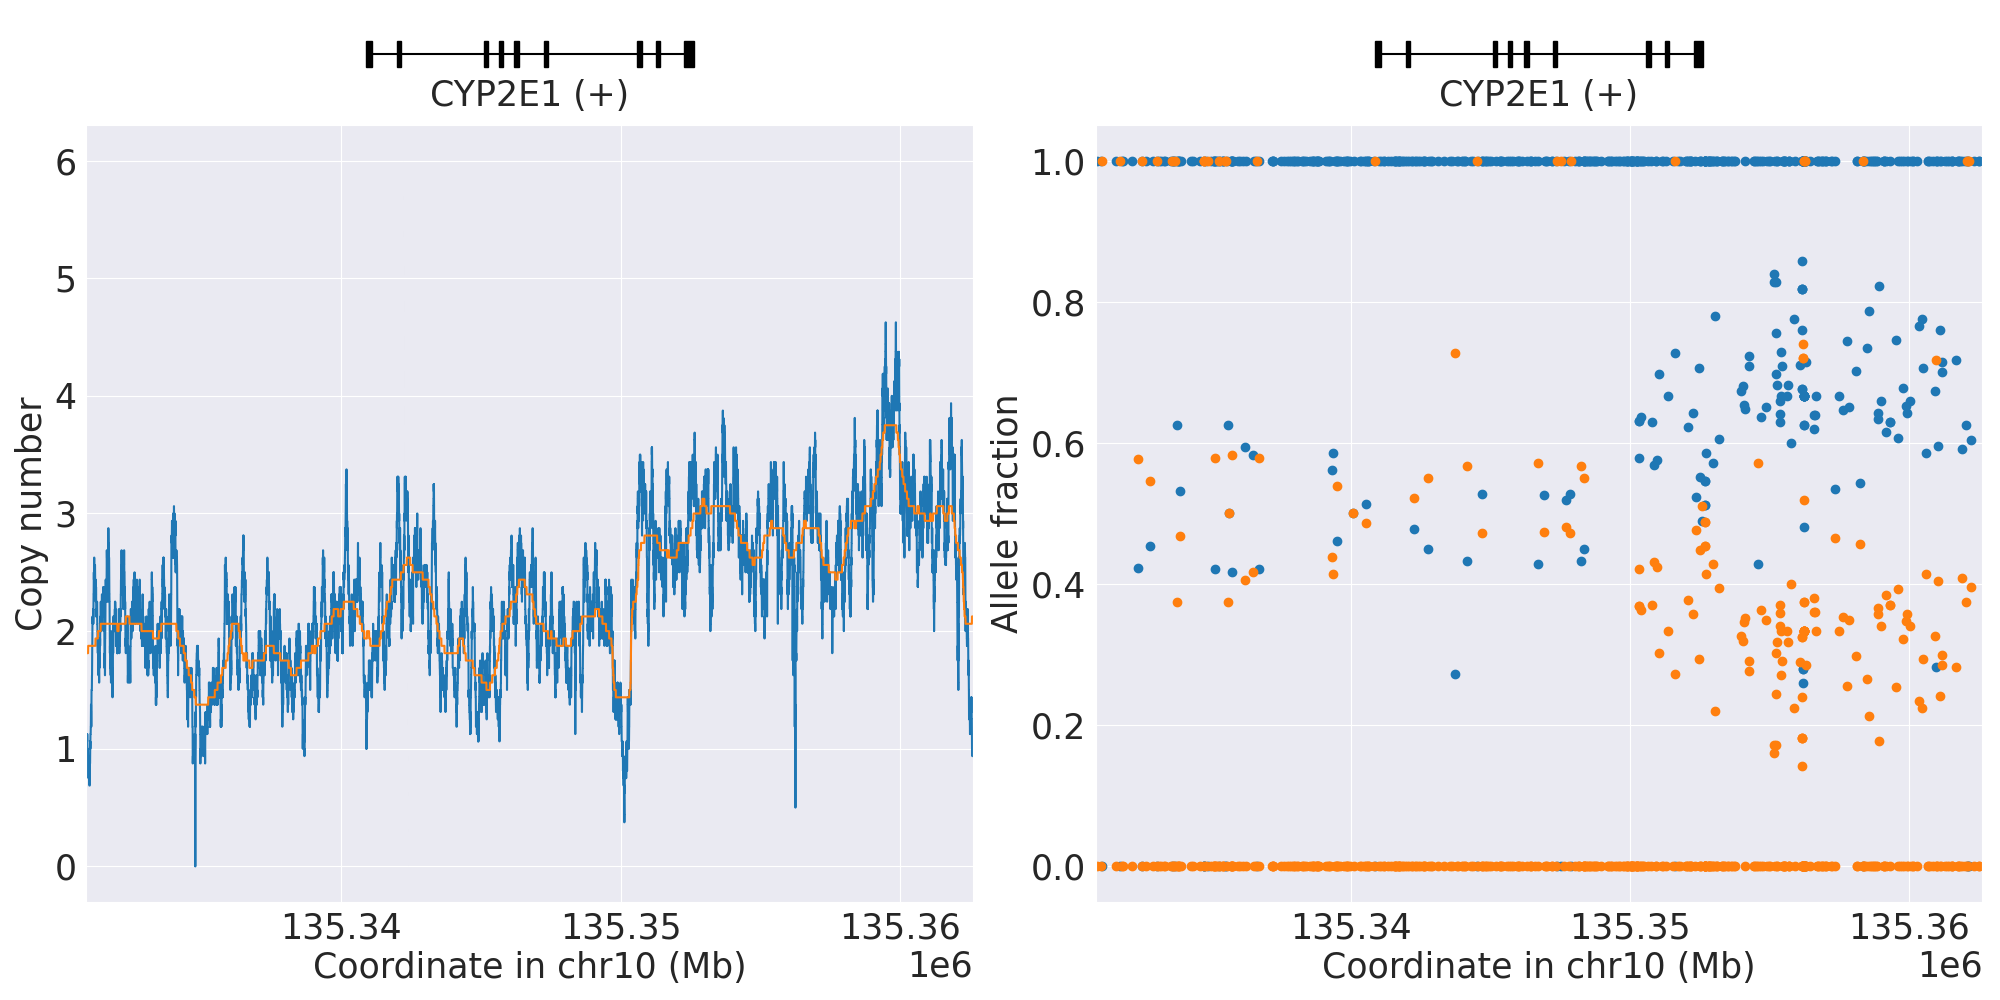 CYP2E1 (+)
6
5
4
3
2
1
0
Copy number
135.34 135.35 135.36
Coordinate in chr10 (Mb)
1e6
CYP2E1 (+)
1.0
0.8
0.6
0.4
0.2
0.0
Allele fraction
135.34 135.35 135.36
Coordinate in chr10 (Mb)
1e6